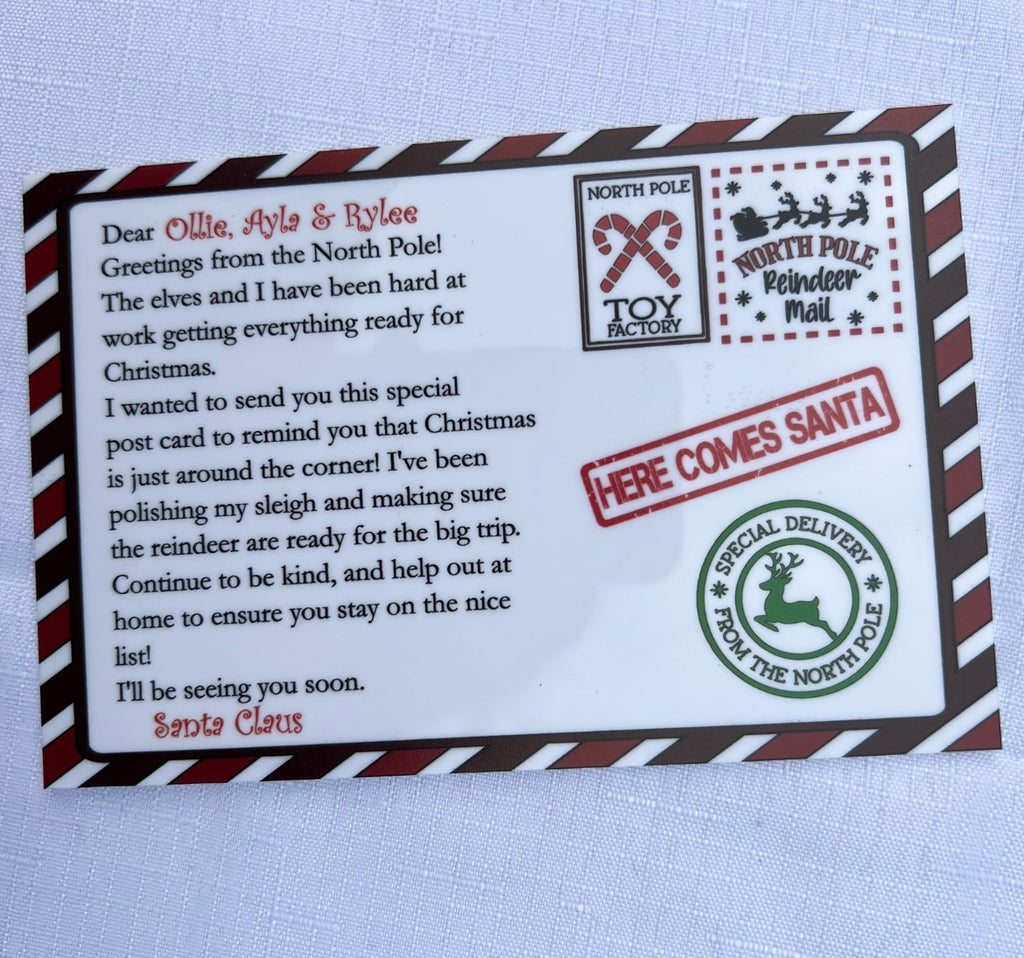 Dear Ollie, Ayla & Rylee
Greetings from the North Pole!
The elves and I have been hard at
work getting everything ready for
Christmas.
I wanted to send you this special
post card to remind you that Christmas
is just around the corner! I've been
polishing my sleigh and making sure
the reindeer are ready for the big trip.
Continue to be kind, and help out at
home to ensure you stay on the nice
list!
I'll be seeing you soon.
Santa Claus
NORTH POLE
TOY
FACTORY
NORTH POLE
Reindeer
Mail
HERE COMES SANTA
SPECIAL DELIVERY
FROM THE NORTH POLE